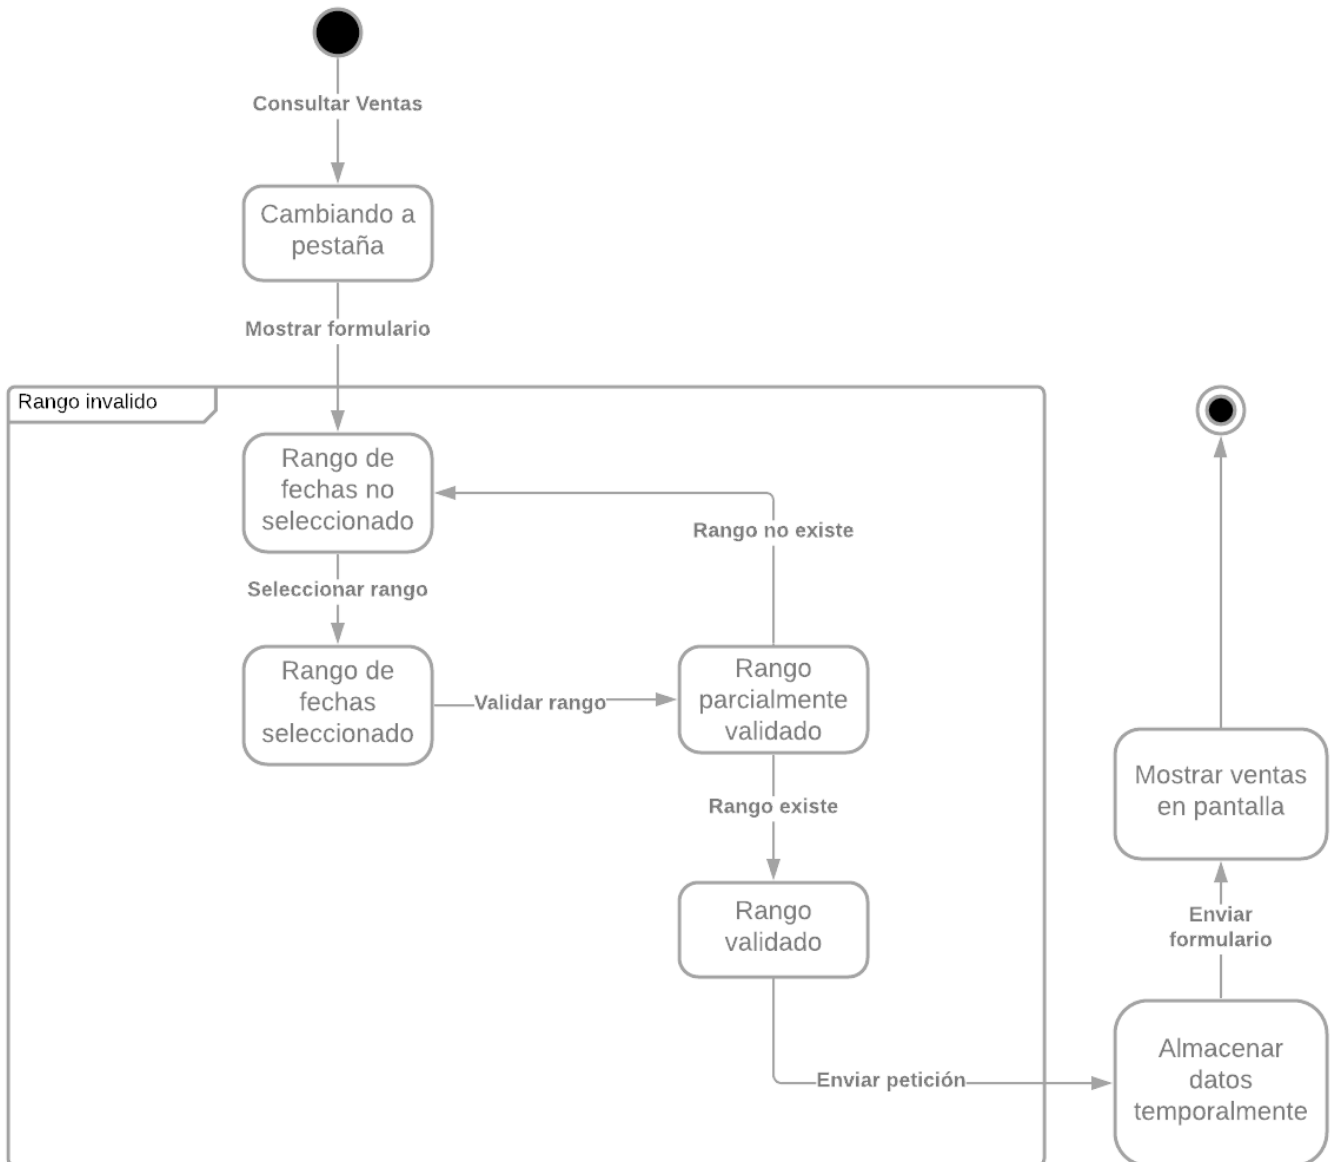 Consultar Ventas
Cambiando a
pestaña
Mostrar formulario
Rango invalido
Rango de
fechas no
seleccionado
Rango no existe
Seleccionar rango
Rango de
fechas
seleccionado
Validar rango
Rango
parcialmente
validado
Rango existe
Rango
validado
Enviar petición
Almacenar
datos
temporalmente
Enviar
formulario
Mostrar ventas
en pantalla